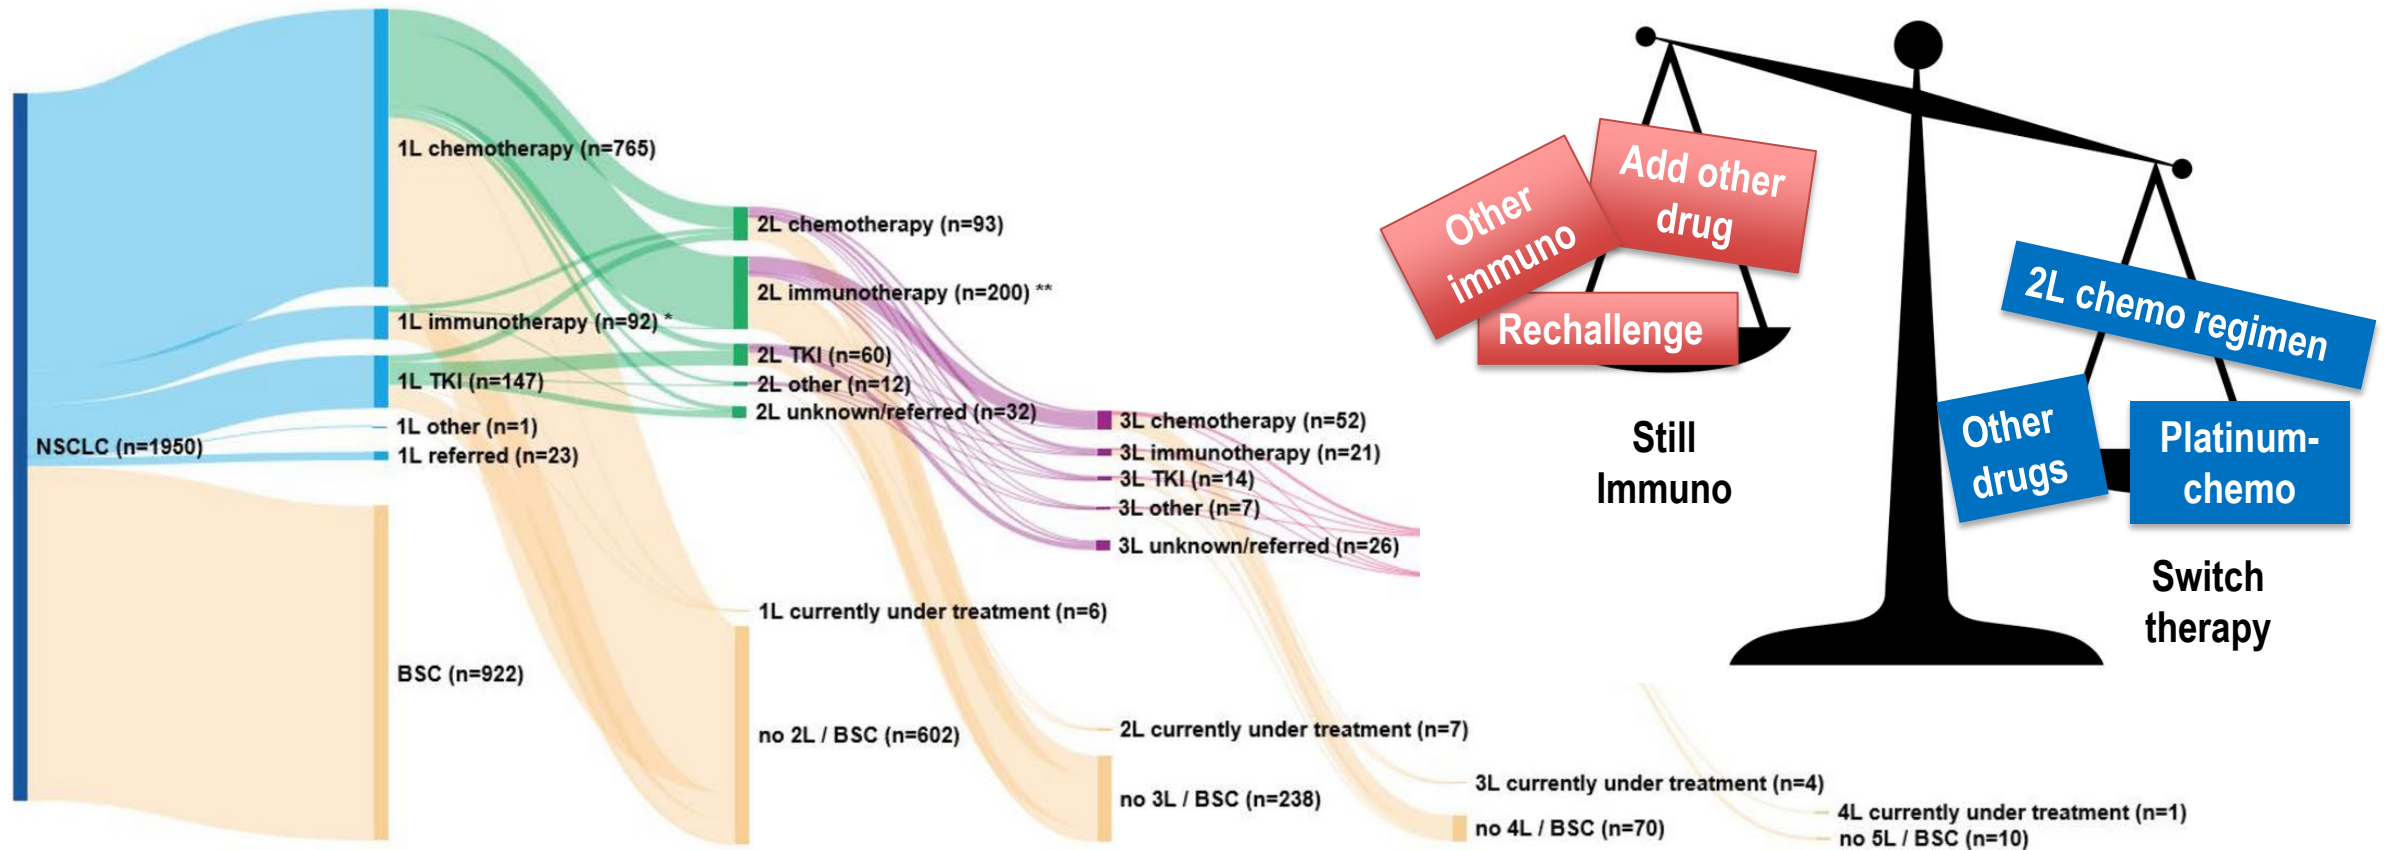 NSCLC (n=1950)
1L chemotherapy (n=765)
1L immunotherapy (n=92) *
1L TKI (n=147)
1L other (n=1)
1L referred (n=23)
BSC (n=922)
2L chemotherapy (n=93)
2L immunotherapy (n=200) **
2L TKI (n=60)
2L other (n=12)
2L unknown/referred (n=32)
1L currently under treatment (n=6)
no 2L / BSC (n=602)
3L chemotherapy (n=52)
3L immunotherapy (n=21)
3L TKI (n=14)
3L other (n=7)
3L unknown/referred (n=26)
2L currently under treatment (n=7)
no 3L / BSC (n=238)
3L currently under treatment (n=4)
no 4L / BSC (n=70)
4L currently under treatment (n=1)
no 5L / BSC (n=10)
Other
immuno
Add other
drug
Rechallenge
Still
Immuno
2L chemo regimen
Other
drugs
Platinum-
chemo
Switch
therapy